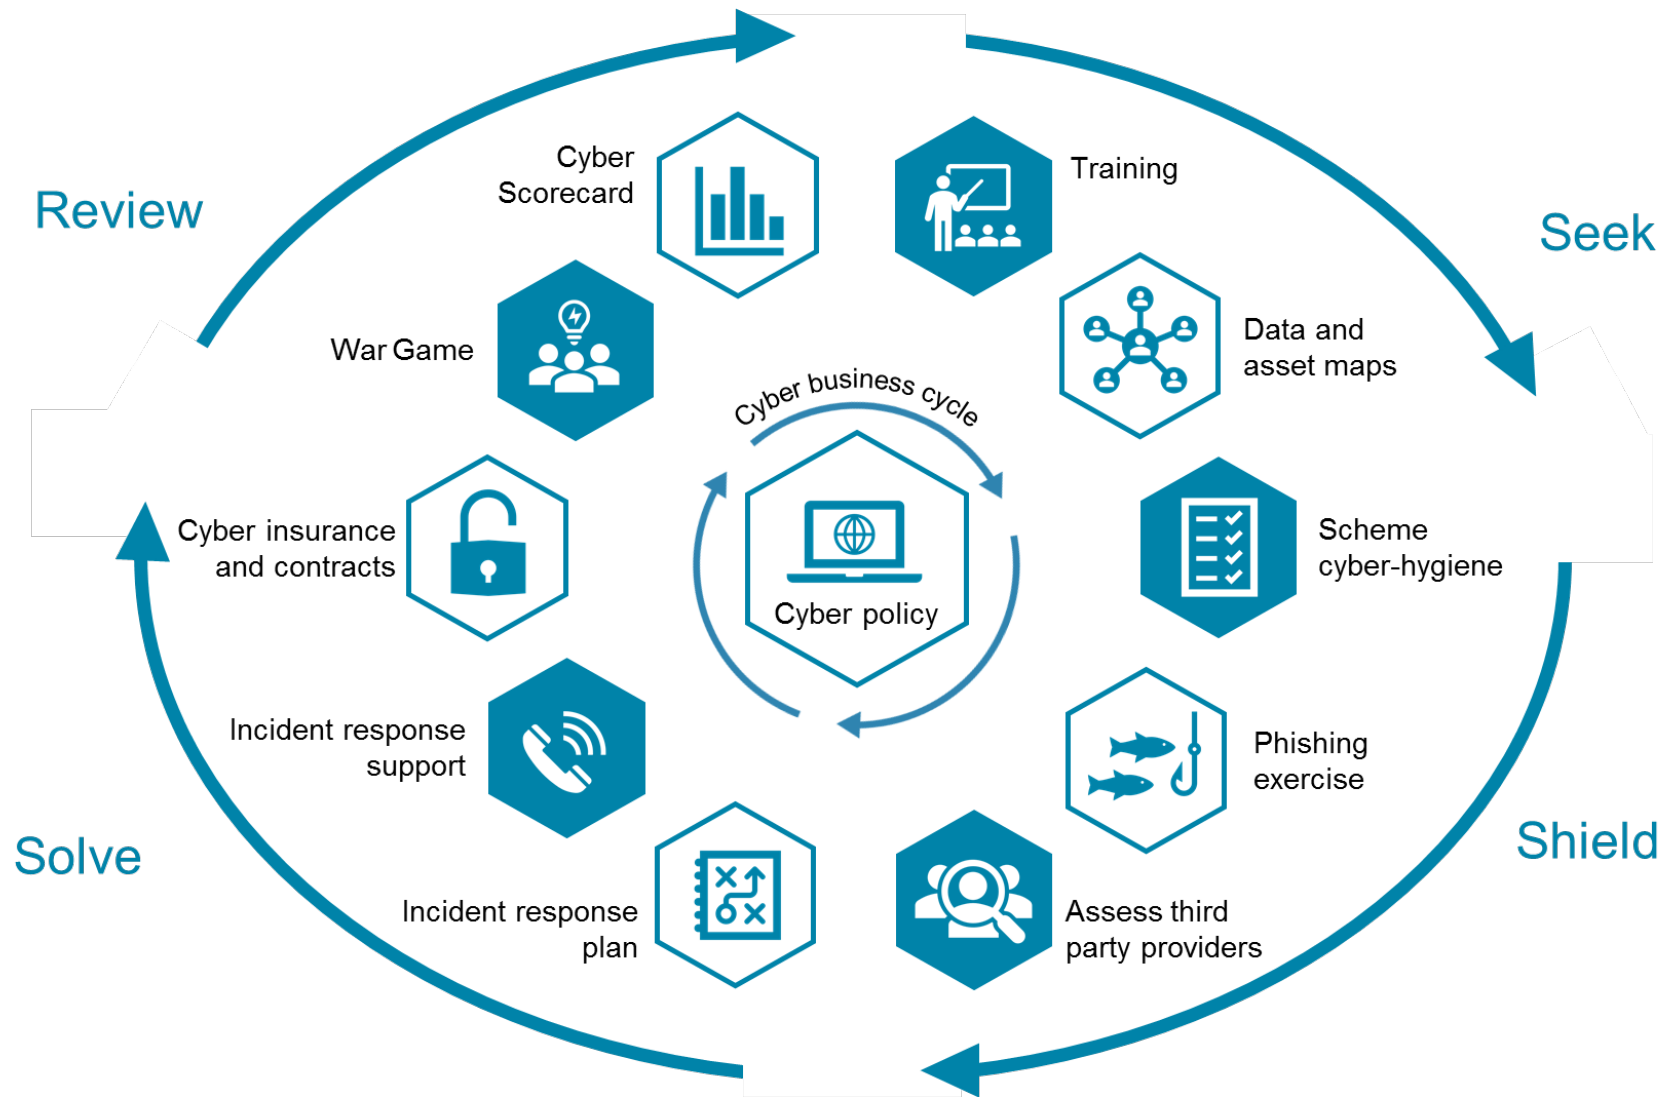 Cyber
Scorecard
Training
Review
Seek
War Game
Data and
asset maps
Cyber business cycle
Cyber insurance
and contracts
Cyber policy
Scheme
cyber-hygiene
Incident response
support
Phishing
exercise
Solve
Shield
Incident response
plan
Assess third
party providers